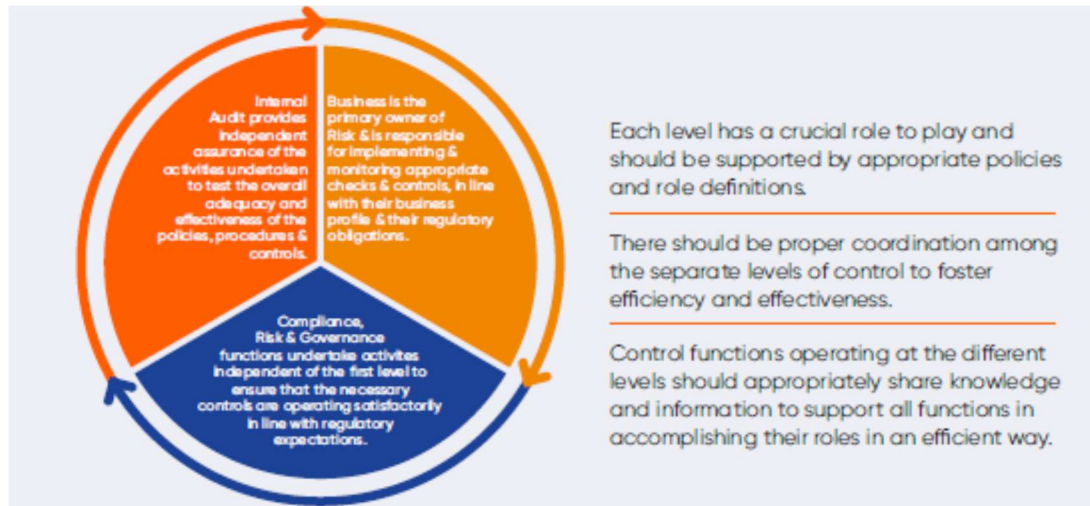 Internal
Audit provides
independent
assurance of the
activities undertaken
to test the overall
adequacy and
effectiveness of the
policies, procedures &
controls.
Business is the
primary owner of
Risk & is responsible
for implementing &
monitoring appropriate
checks & controls, in line
with their business
profile & their regulatory
obligations.
Compliance,
Risk & Governance
functions undertake activites
independent of the first level to
ensure that the necessary
controls are operating satisfactorily
in line with regulatory
expectations.
Each level has a crucial role to play and
should be supported by appropriate policies
and role definitions.
There should be proper coordination among
the separate levels of control to foster
efficiency and effectiveness.
Control functions operating at the different
levels should appropriately share knowledge
and information to support all functions in
accomplishing their roles in an efficient way.